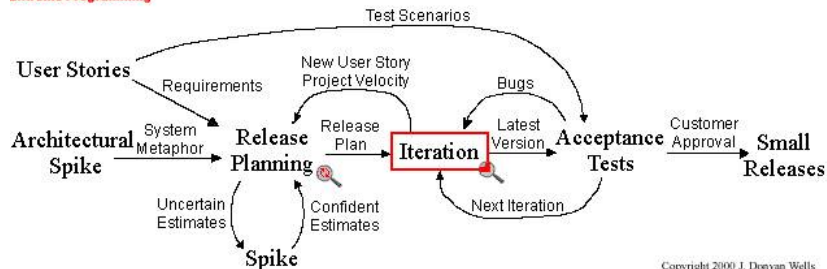 Test Scenarios
User Stories
Requirements
New User Story
Project Velocity
Bugs
Architectural
Spike
System
Metaphor
Release
Planning
Release
Plan
Iteration
Latest
Version
Acceptance
Tests
Customer
Approval
Small
Releases
Uncertain
Estimates
Confident
Estimates
Next Iteration
Spike
Copyright 2000 J. Donvan Wells